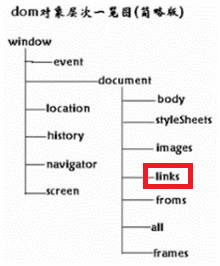 dom对象层次一览图(简略版)
window
event
document
body
location
styleSheets
history
images
navigator
links
screen
froms
all
frames